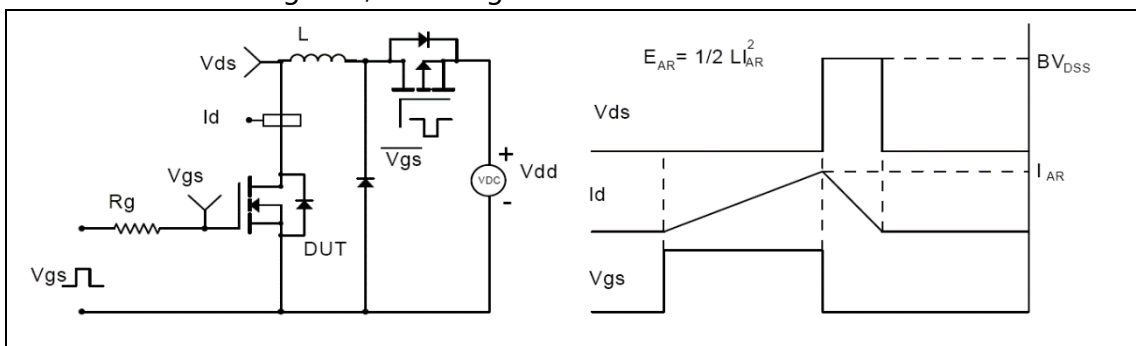 L
Vds
Id
Vgs
Vgs
Rg
DUT
Vgs
VDC
+
-
Vdd
E_AR= 1/2 LI²_AR
BV_DSS
Vds
I_AR
Id
Vgs